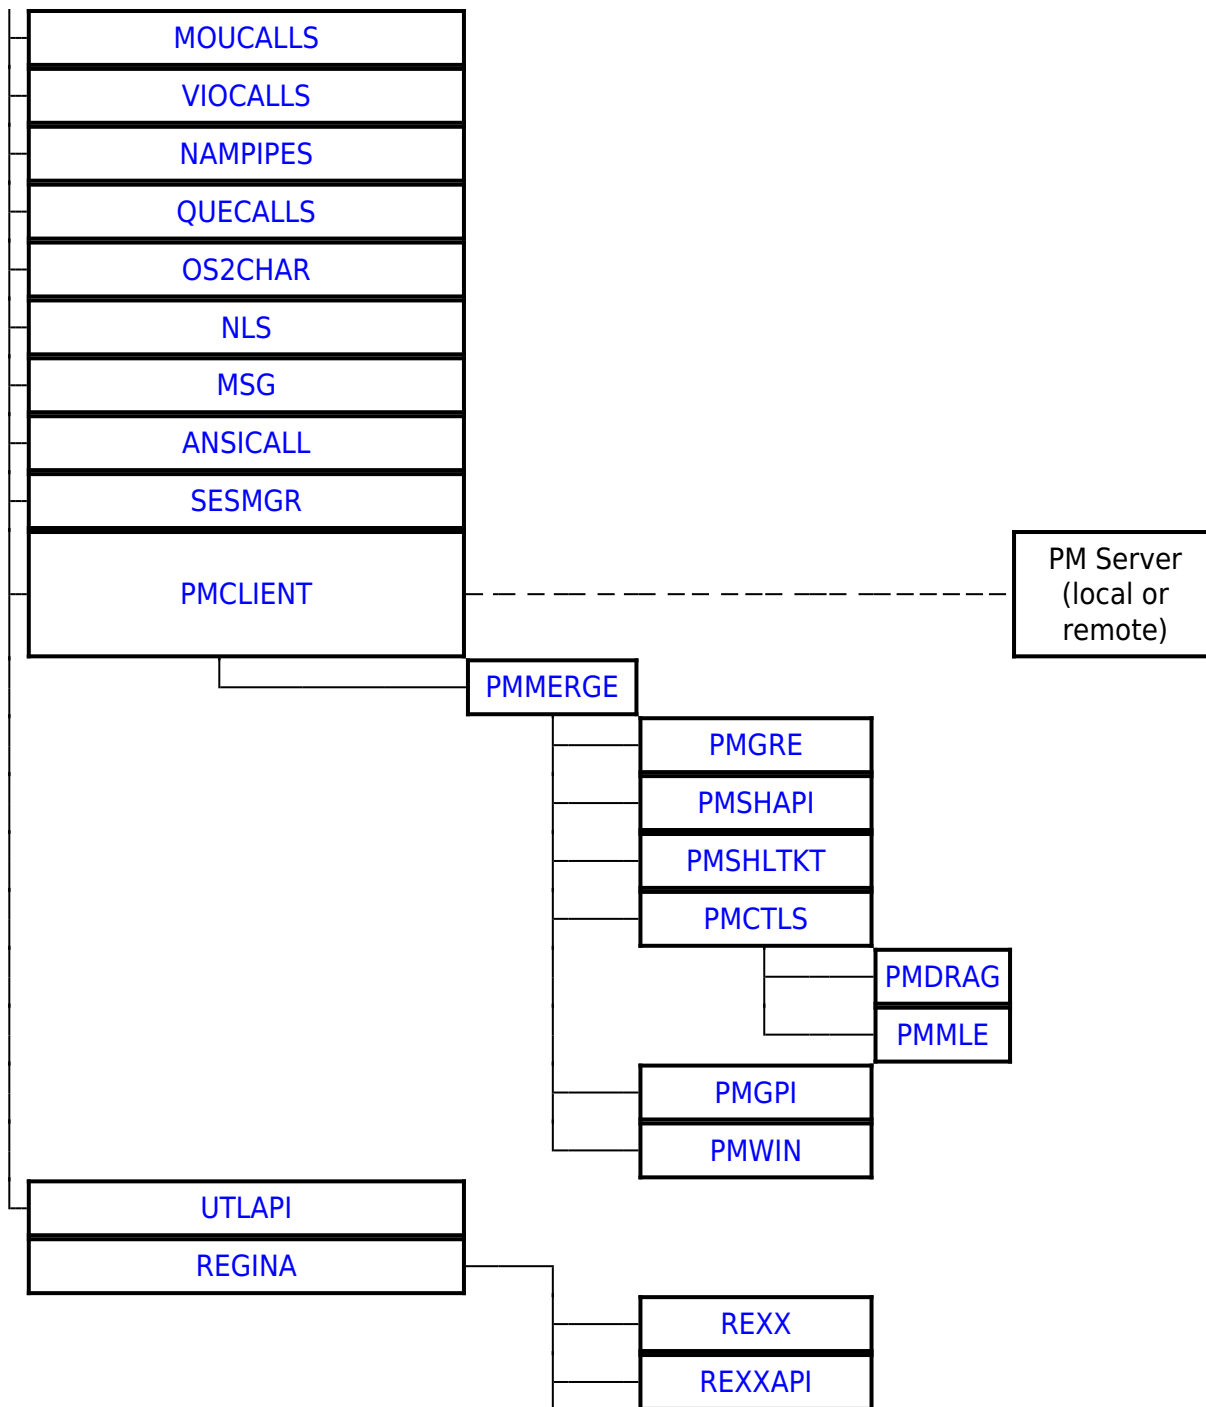 MOUCALLS
VIOCALLS
NAMPIPES
QUECALLS
OS2CHAR
NLS
MSG
ANSICALL
SESMGR
PMCLIENT
PM Server
(local or
remote)
PMMERGE
PMGRE
PMSHAPI
PMSHLTKT
PMCTLS
PMDRAG
PMMLE
PMGPI
PMWIN
UTLAPI
REGINA
REXX
REXXAPI